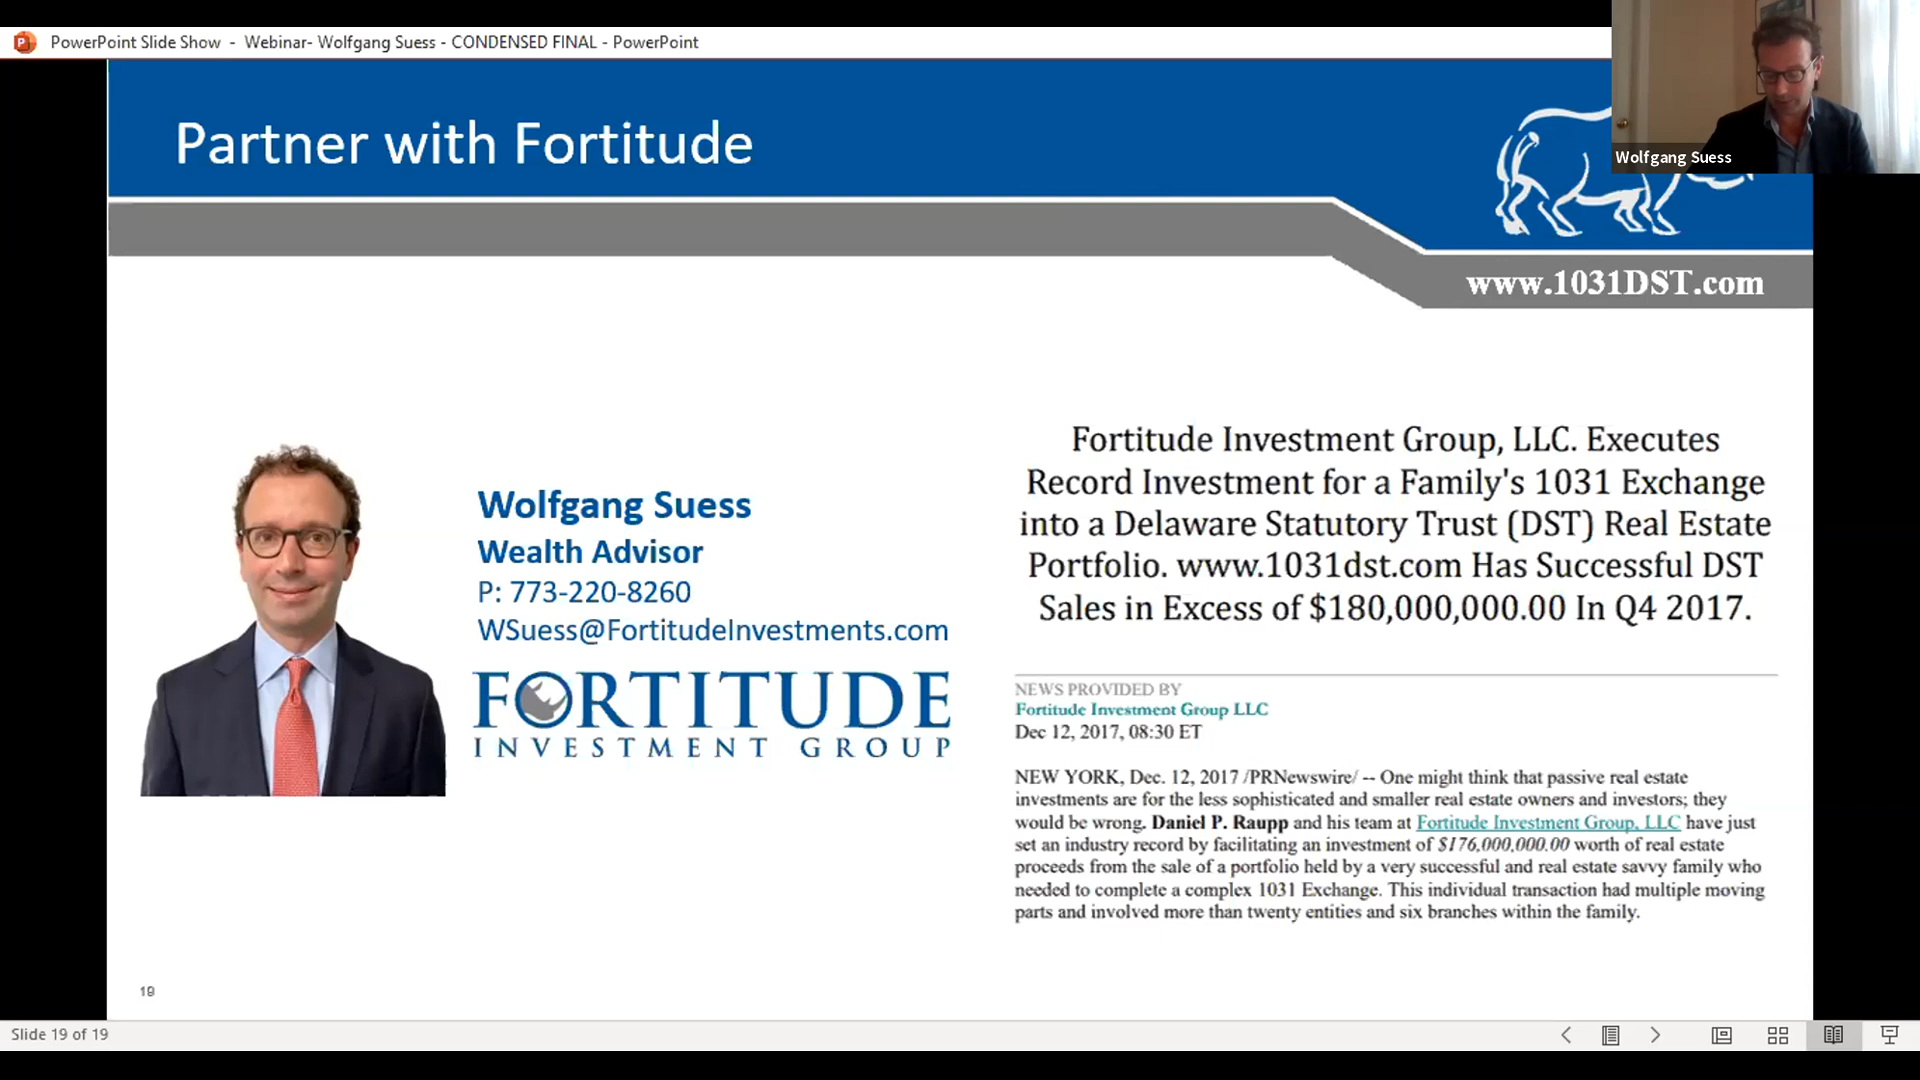 PowerPoint Slide Show - Webinar- Wolfgang Suess - CONDENSED FINAL - PowerPoint
Wolfgang Suess
Partner with Fortitude
www.1031DST.com
Wolfgang Suess
Wealth Advisor
P: 773-220-8260
WSuess@FortitudeInvestments.com
FORTITUDE
INVESTMENT GROUP
Fortitude Investment Group, LLC. Executes
Record Investment for a Family's 1031 Exchange
into a Delaware Statutory Trust (DST) Real Estate
Portfolio. www.1031dst.com Has Successful DST
Sales in Excess of $180,000,000.00 In Q4 2017.
NEWS PROVIDED BY
Fortitude Investment Group LLC
Dec 12, 2017, 08:30 ET
NEW YORK, Dec. 12, 2017 /PRNewswire/ -- One might think that passive real estate
investments are for the less sophisticated and smaller real estate owners and investors; they
would be wrong. Daniel P. Raupp and his team at Fortitude Investment Group, LLC have just
set an industry record by facilitating an investment of $176,000,000.00 worth of real estate
proceeds from the sale of a portfolio held by a very successful and real estate savvy family who
needed to complete a complex 1031 Exchange. This individual transaction had multiple moving
parts and involved more than twenty entities and six branches within the family.
19
Slide 19 of 19